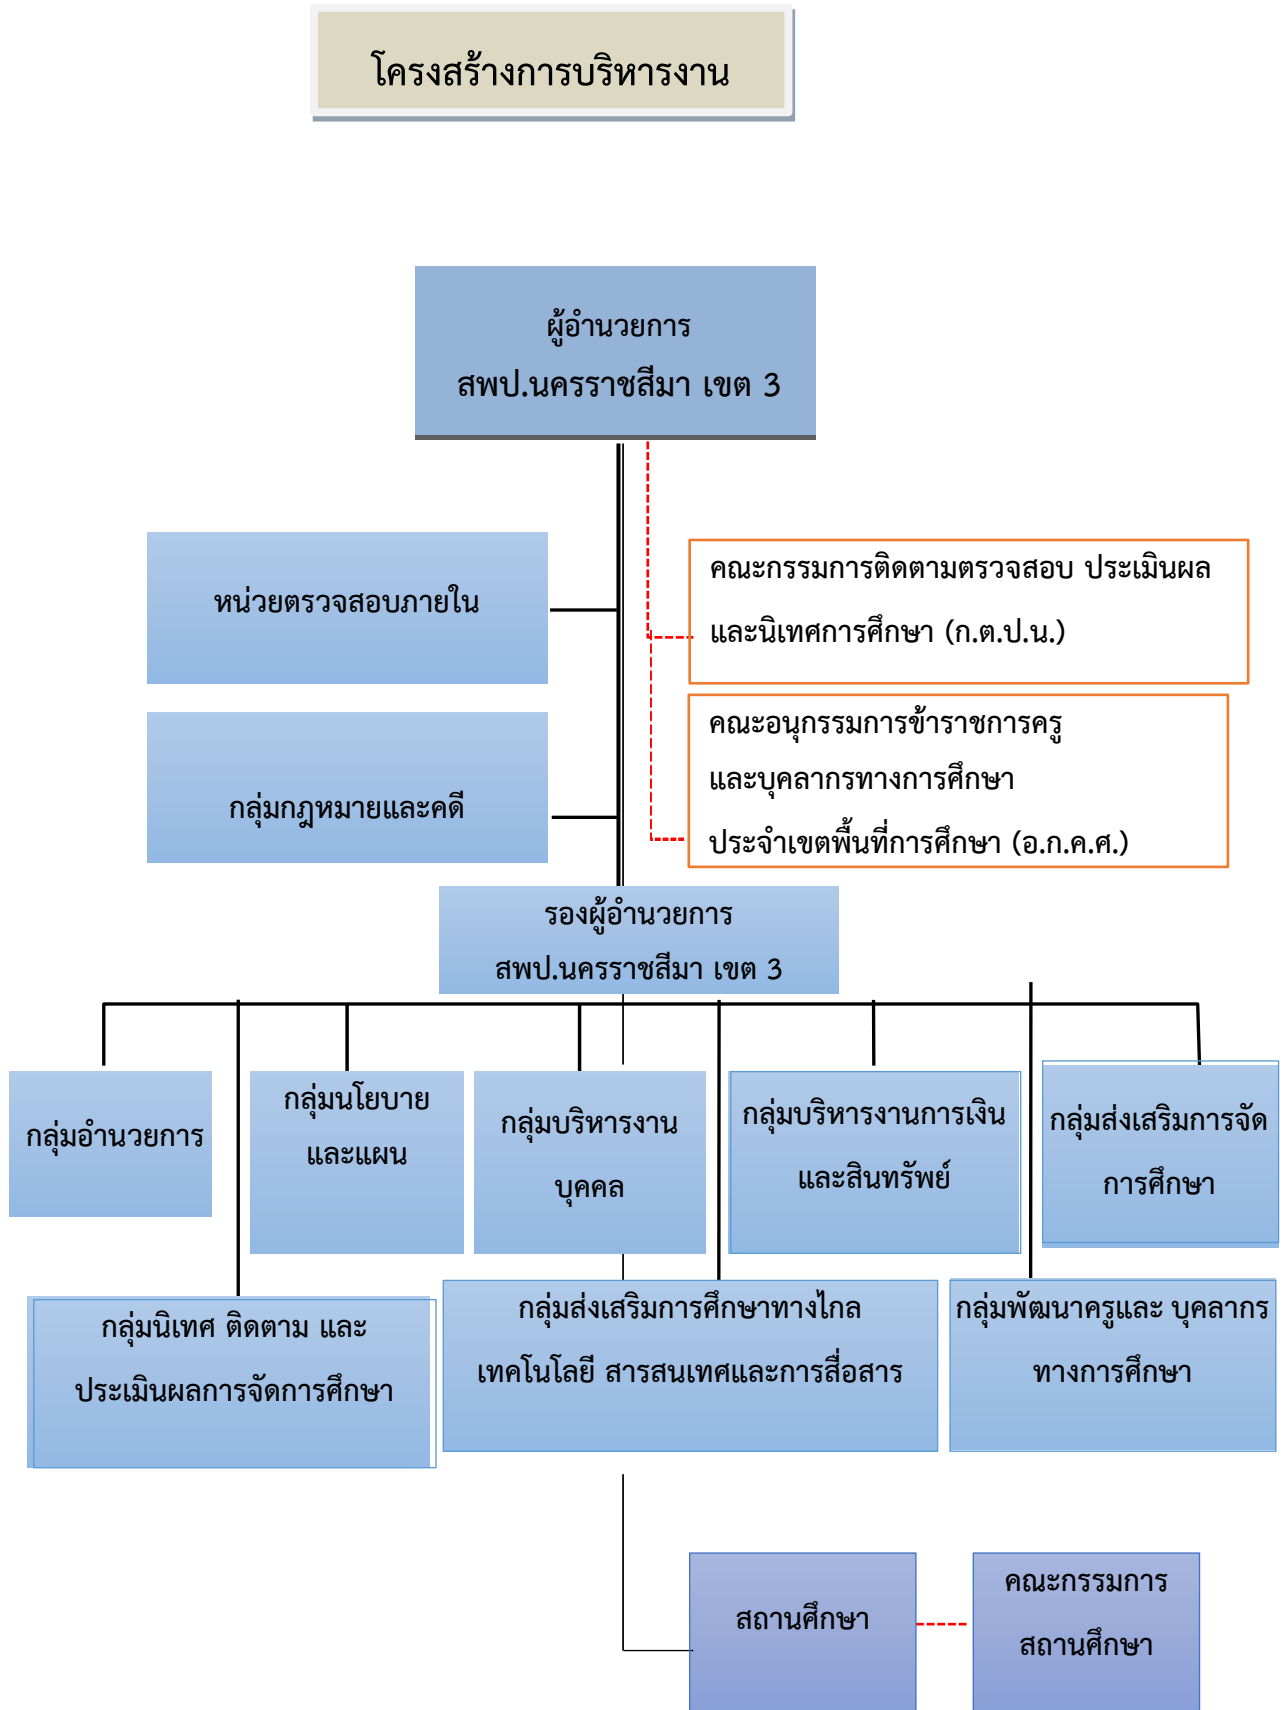 โครงสร้างการบริหารงาน
ผู้อำนวยการ
สพป.นครราชสีมา เขต 3
หน่วยตรวจสอบภายใน
คณะกรรมการติดตามตรวจสอบ ประเมินผล
และนิเทศการศึกษา (ก.ต.ป.น.)
กลุ่มกฎหมายและคดี
คณะอนุกรรมการข้าราชการครู
และบุคลากรทางการศึกษา
ประจำเขตพื้นที่การศึกษา (อ.ก.ค.ศ.)
รองผู้อำนวยการ
สพป.นครราชสีมา เขต 3
กลุ่มอำนวยการ
กลุ่มนโยบาย
และแผน
กลุ่มบริหารงาน
บุคคล
กลุ่มบริหารงานการเงิน
และสินทรัพย์
กลุ่มส่งเสริมการจัด
การศึกษา
กลุ่มนิเทศ ติดตาม และ
ประเมินผลการจัดการศึกษา
กลุ่มส่งเสริมการศึกษาทางไกล
เทคโนโลยี สารสนเทศและการสื่อสาร
กลุ่มพัฒนาครูและ บุคลากร
ทางการศึกษา
สถานศึกษา
คณะกรรมการ
สถานศึกษา